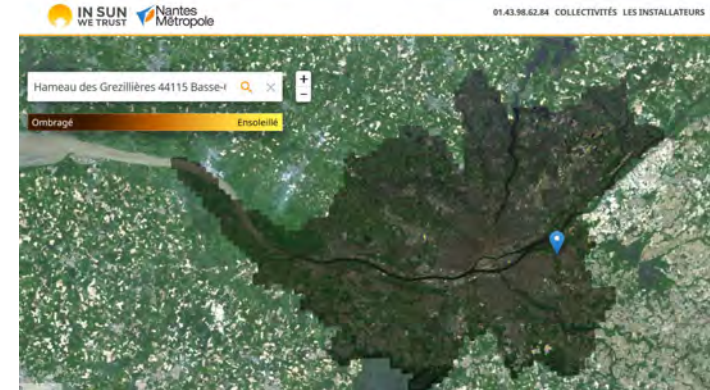 IN SUN
WE TRUST
Nantes
Métropole
01.43.98.62.84 COLLECTIVITÉS LES INSTALLATEURS
Hameau des Grezillières 44115 Basse-
+
−
Ombragé Ensoleillé